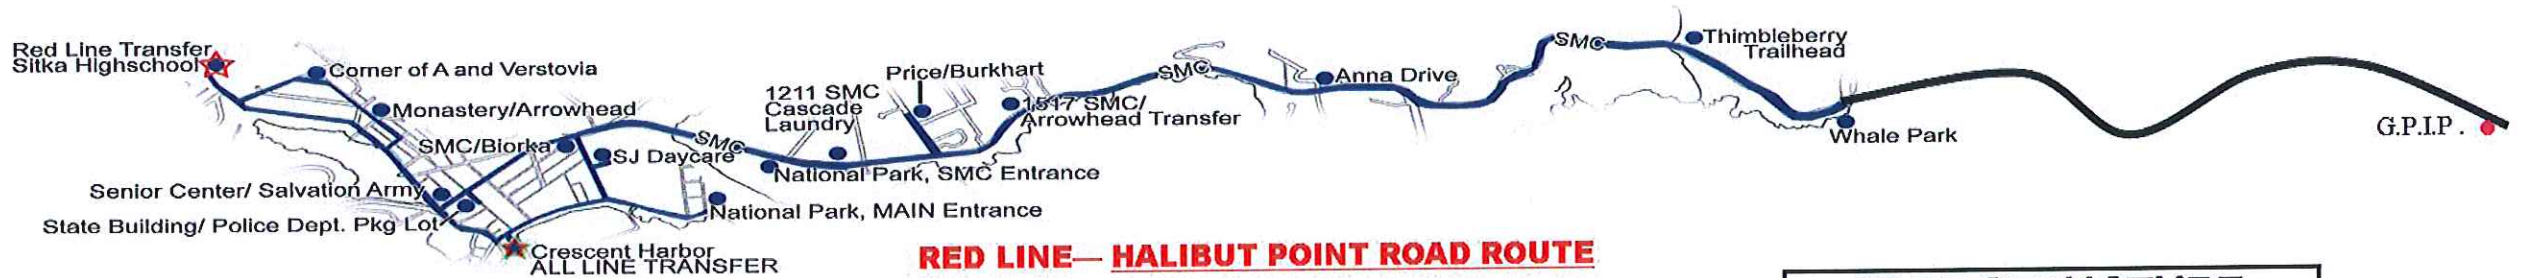 Red Line Transfer
Sitka Highschool
Corner of A and Verstovia
Monastery/Arrowhead
SMC/Biorka
SJ Daycare
Senior Center/ Salvation Army
State Building/ Police Dept. Pkg Lot
Crescent Harbor
ALL LINE TRANSFER
SMC
National Park, MAIN Entrance
National Park, SMC Entrance
1211 SMC
Cascade
Laundry
Price/Burkhart
1517 SMC/
Arrowhead Transfer
SMC
Anna Drive
SMC
Thimbleberry
Trailhead
Whale Park
G.P.I.P.
RED LINE— HALIBUT POINT ROAD ROUTE